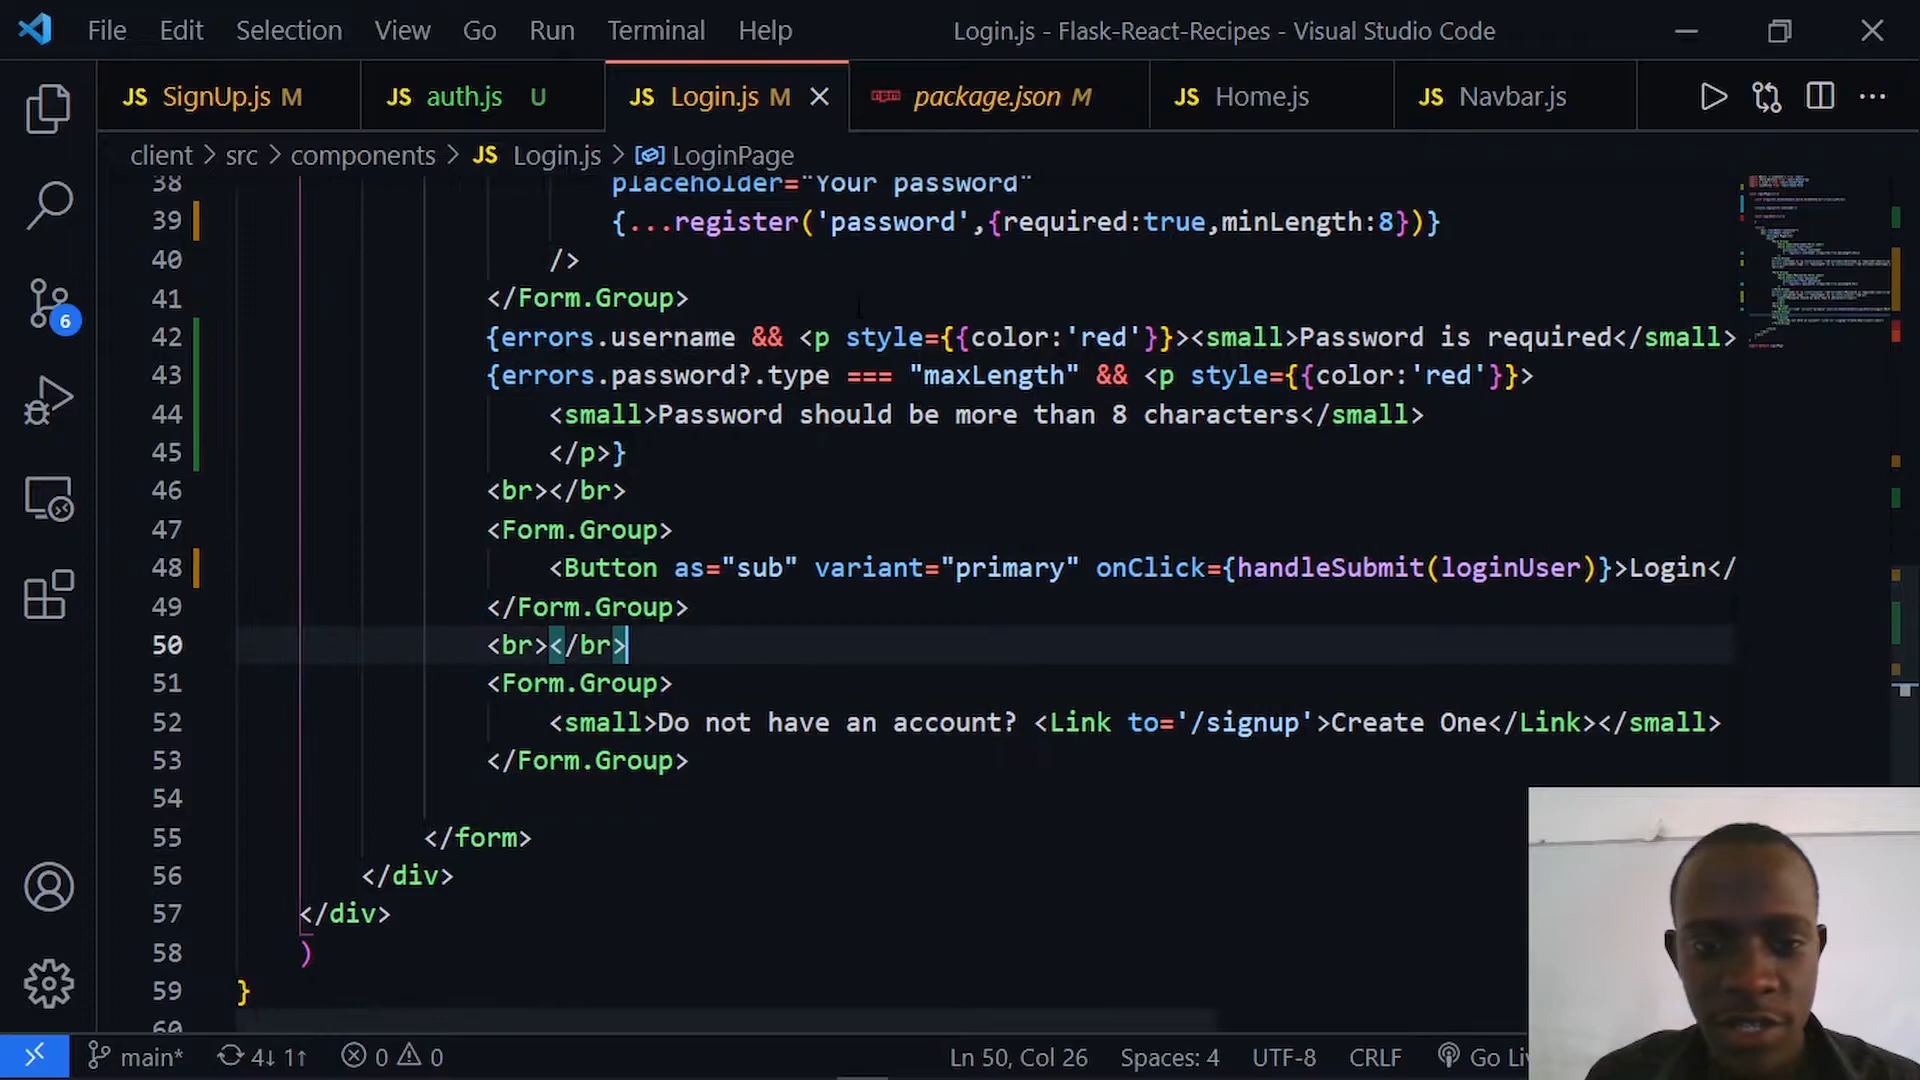 File Edit Selection View Go Run Terminal Help Login.js - Flask-React-Recipes - Visual Studio Code
JS SignUp.js M JS auth.js U JS Login.js M package.json M JS Home.js JS Navbar.js
client > src > components > JS Login.js > LoginPage
38 placeholder="Your password"
39 {...register('password',{required:true,minLength:8})}
40 />
41 </Form.Group>
42 {errors.username && <p style={{color:'red'}}><small>Password is required</small>
43 {errors.password?.type === "maxLength" && <p style={{color:'red'}}>
44 <small>Password should be more than 8 characters</small>
45 </p>}
46 <br></br>
47 <Form.Group>
48 <Button as="sub" variant="primary" onClick={handleSubmit(loginUser)}>Login</
49 </Form.Group>
50 <br></br>
51 <Form.Group>
52 <small>Do not have an account? <Link to='/signup'>Create One</Link></small>
53 </Form.Group>
54
55 </form>
56 </div>
57 </div>
58 )
59 }
60
6
main* 4↓ 1↑ 0 0 Ln 50, Col 26 Spaces: 4 UTF-8 CRLF Go